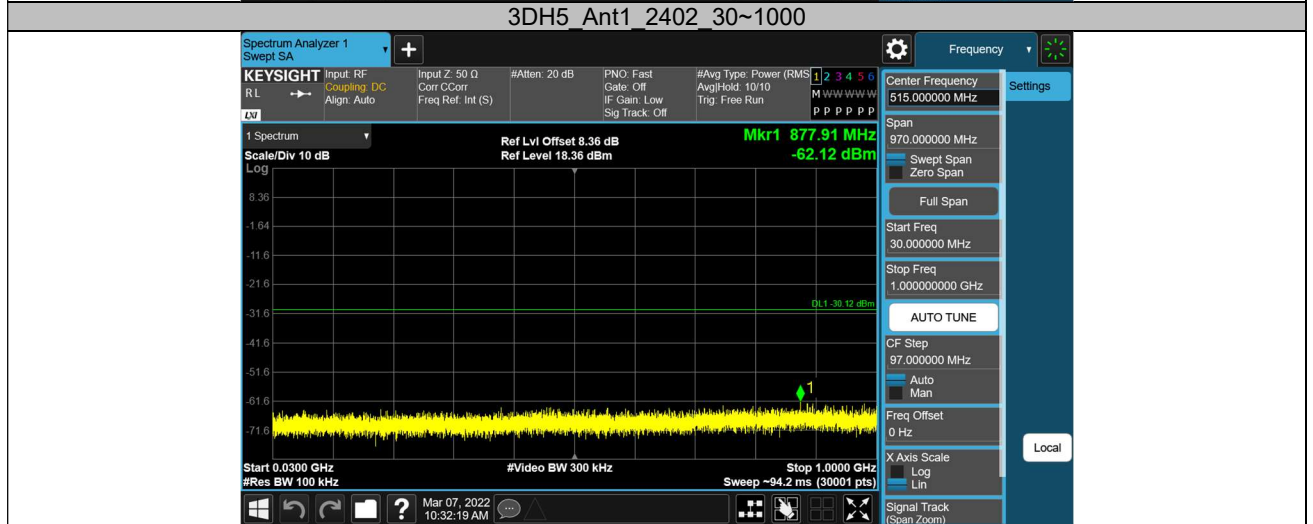 3DH5_Ant1_2402_30~1000
Spectrum Analyzer 1
Swept SA
Frequency
KEYSIGHT
RL
LXI
Input: RF
Coupling: DC
Align: Auto
Input Z: 50 Ω
Corr CCorr
Freq Ref: Int (S)
#Atten: 20 dB
PNO: Fast
Gate: Off
IF Gain: Low
Sig Track: Off
#Avg Type: Power (RMS
Avg|Hold: 10/10
Trig: Free Run
1 2 3 4 5 6
M W W W W W
P P P P P P
Center Frequency
515.000000 MHz
Settings
Span
970.000000 MHz
Swept Span
Zero Span
Full Span
Start Freq
30.000000 MHz
Stop Freq
1.000000000 GHz
AUTO TUNE
CF Step
97.000000 MHz
Auto
Man
Freq Offset
0 Hz
X Axis Scale
Log
Lin
Signal Track
(Span Zoom)
Local
1 Spectrum
Scale/Div 10 dB
Log
Ref Lvl Offset 8.36 dB
Ref Level 18.36 dBm
Mkr1 877.91 MHz
-62.12 dBm
8.36
-1.64
-11.6
-21.6
DL1 -30.12 dBm
-31.6
-41.6
-51.6
1
-61.6
-71.6
Start 0.0300 GHz
#Res BW 100 kHz
#Video BW 300 kHz
Stop 1.0000 GHz
Sweep ~94.2 ms (30001 pts)
?
Mar 07, 2022
10:32:19 AM